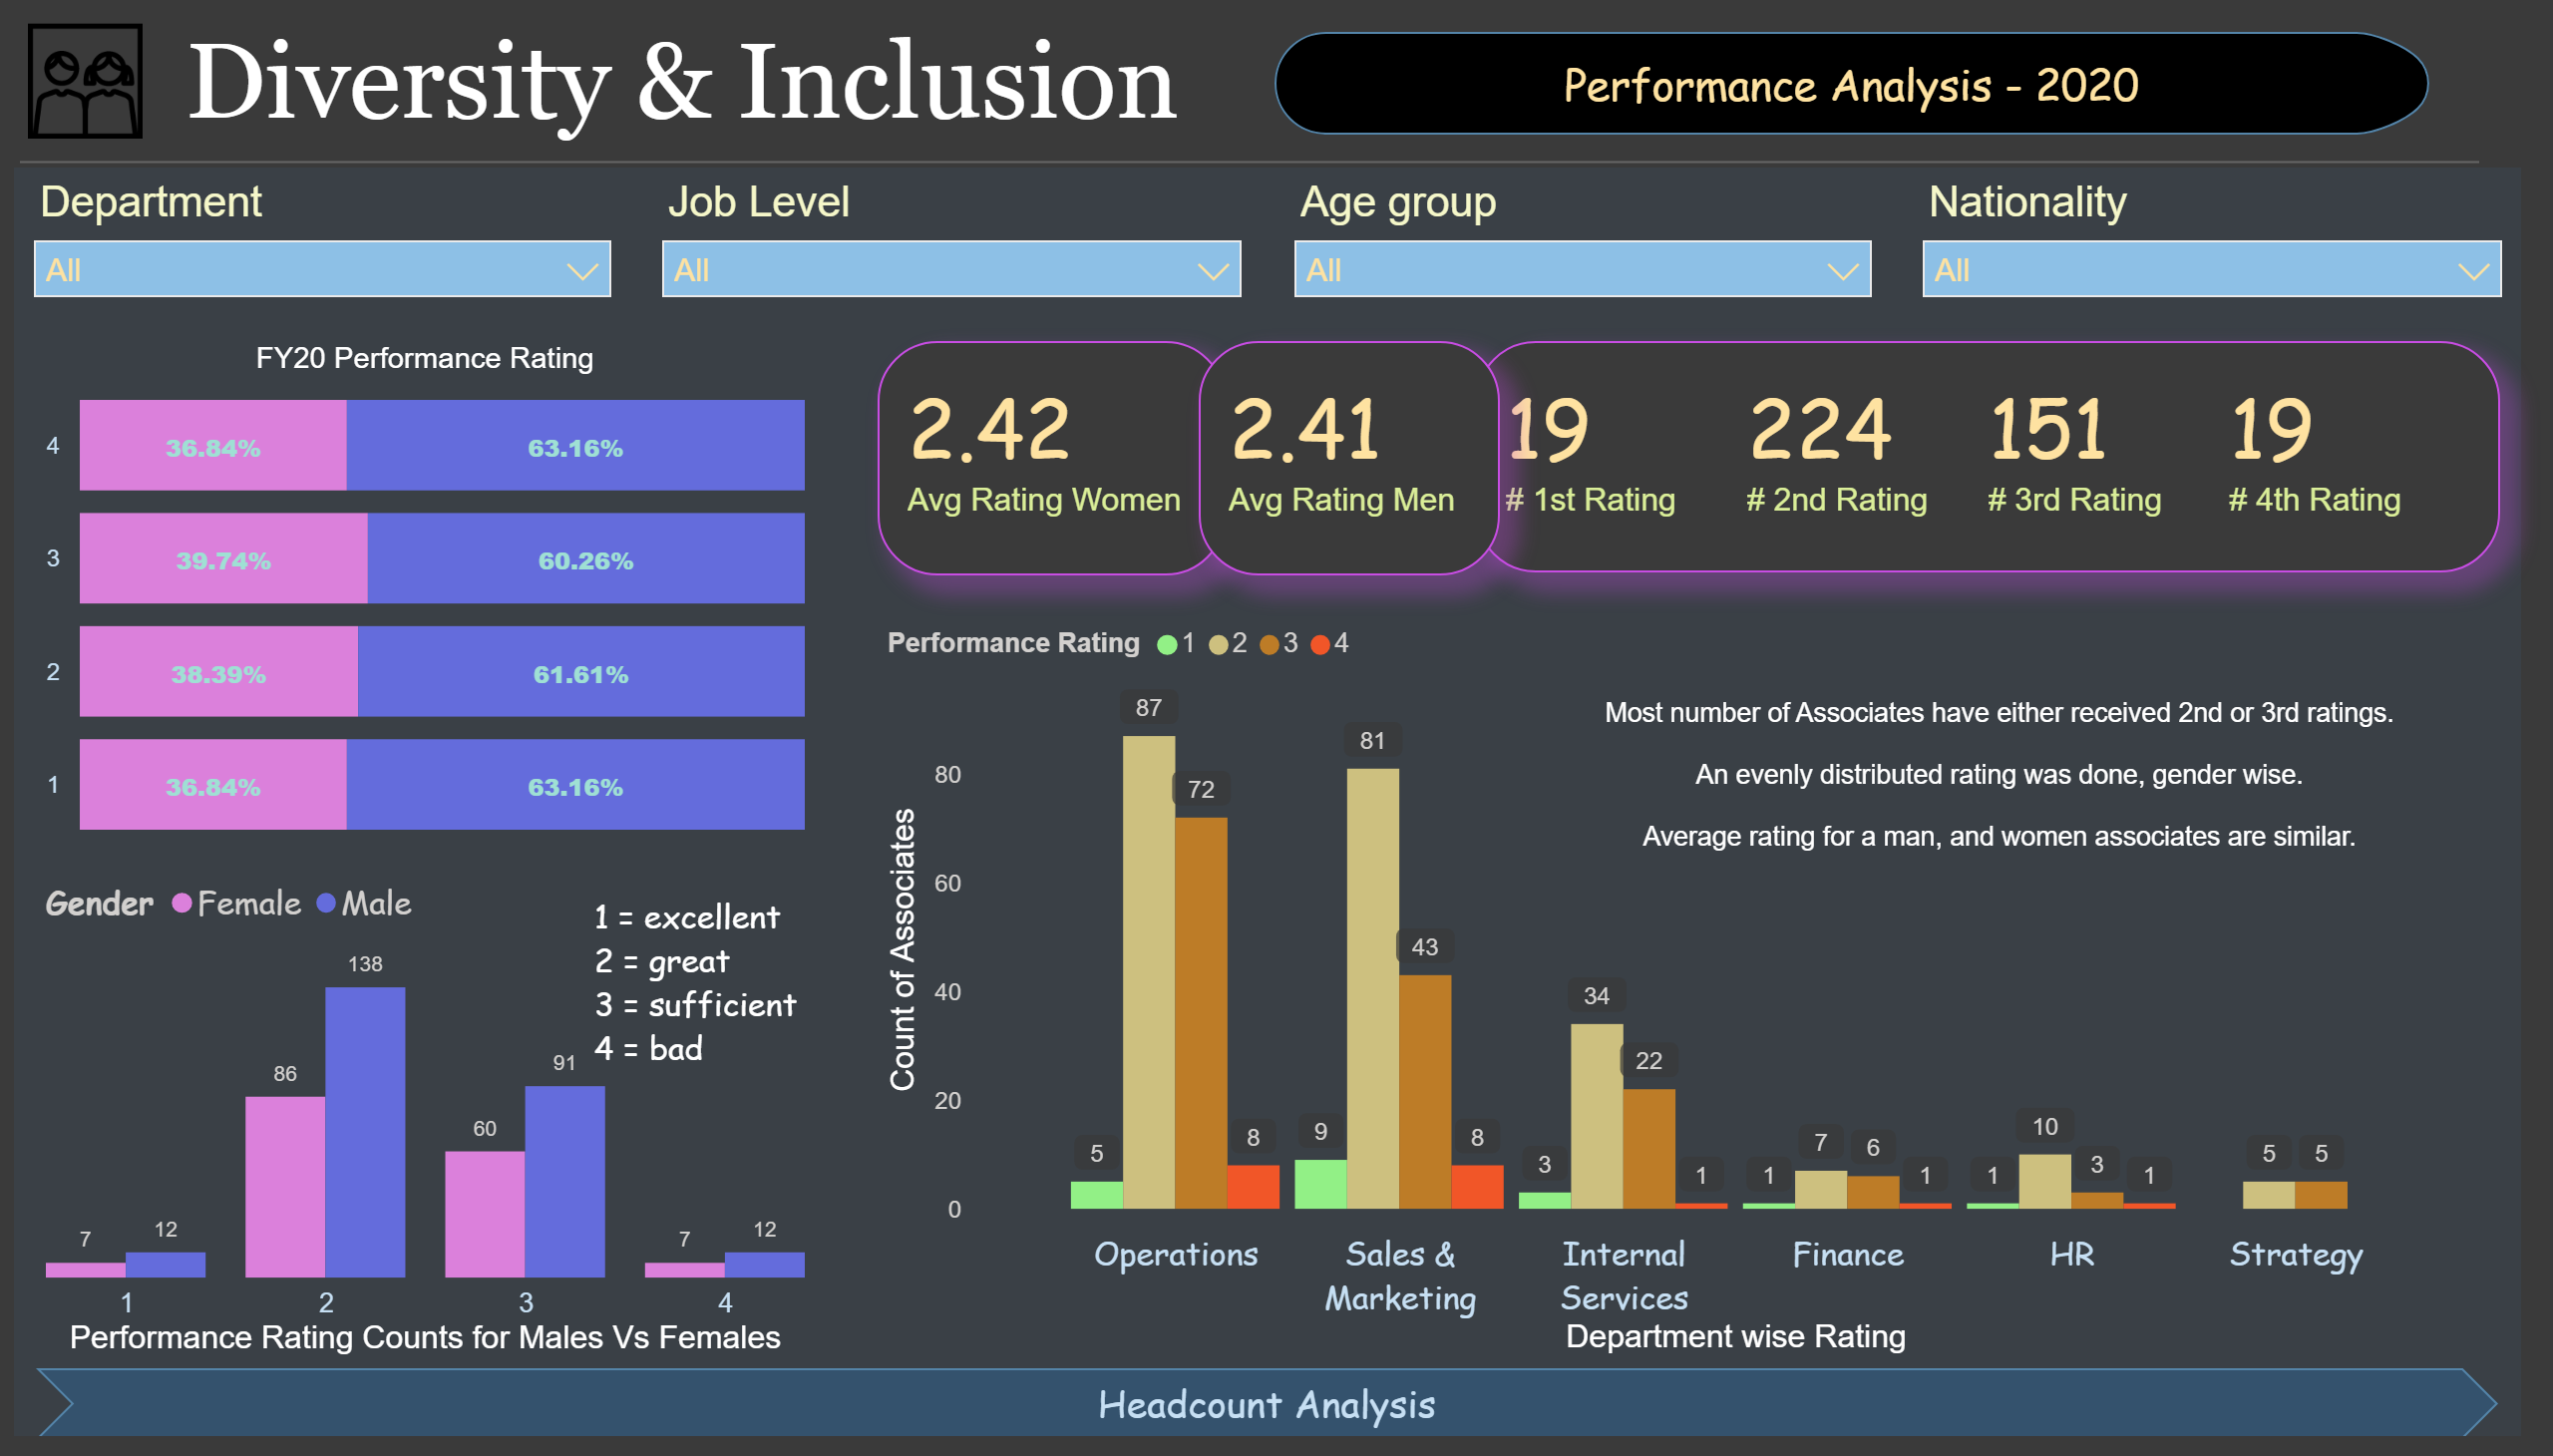 Diversity & Inclusion
Performance Analysis - 2020
Department
Job Level
Age group
Nationality
All
All
All
All
FY20 Performance Rating
4
36.84%
63.16%
3
39.74%
60.26%
2
38.39%
61.61%
1
36.84%
63.16%
2.42
Avg Rating Women
2.41
Avg Rating Men
19
# 1st Rating
224
# 2nd Rating
151
# 3rd Rating
19
# 4th Rating
Gender Female Male
1 = excellent
2 = great
3 = sufficient
4 = bad
7
12
86
138
60
91
7
12
1
2
3
4
Performance Rating Counts for Males Vs Females
Performance Rating 1 2 3 4
Most number of Associates have either received 2nd or 3rd ratings.
An evenly distributed rating was done, gender wise.
Average rating for a man, and women associates are similar.
Count of Associates
80
60
40
20
0
5
87
72
8
9
81
43
8
3
34
22
1
1
7
6
1
1
10
3
1
5
5
Operations
Sales &
Marketing
Internal
Services
Finance
HR
Strategy
Department wise Rating
Headcount Analysis